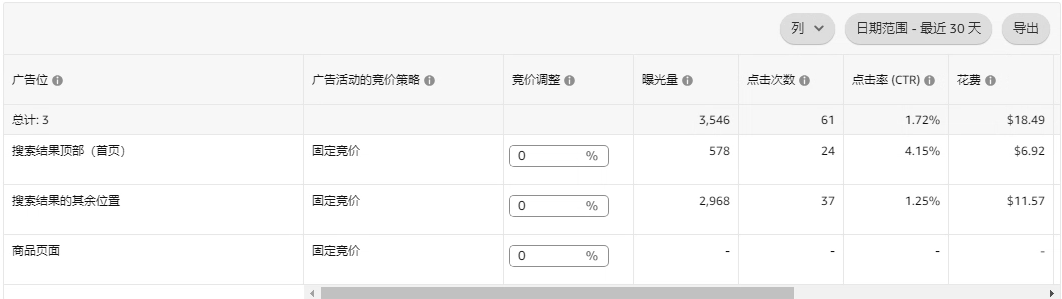 列
日期范围 - 最近 30 天
导出
广告位 广告活动的竞价策略 竞价调整 曝光量 点击次数 点击率 (CTR) 花费
总计: 3 3,546 61 1.72% $18.49
搜索结果顶部（首页） 固定竞价 0 % 578 24 4.15% $6.92
搜索结果的其余位置 固定竞价 0 % 2,968 37 1.25% $11.57
商品页面 固定竞价 0 % - - - -